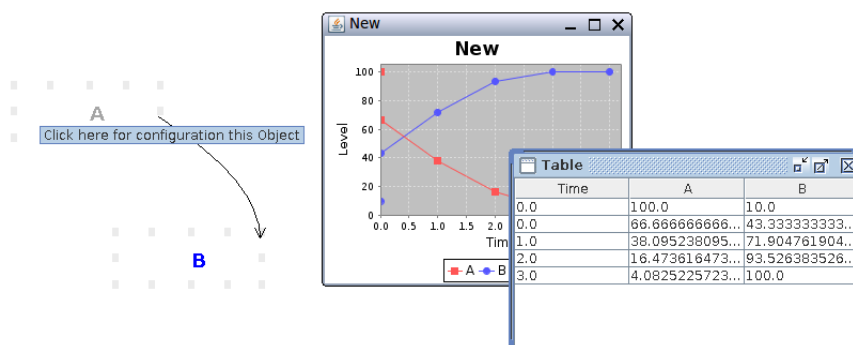 A
Click here for configuration this Object
B
New
New
Level
100
80
60
40
20
0
0.0 0.5 1.0 1.5 2.0
Tim
A B
Table
Time A B
0.0 100.0 10.0
0.0 66.666666666... 43.333333333...
1.0 38.095238095... 71.904761904...
2.0 16.473616473... 93.526383526...
3.0 4.0825225723... 100.0